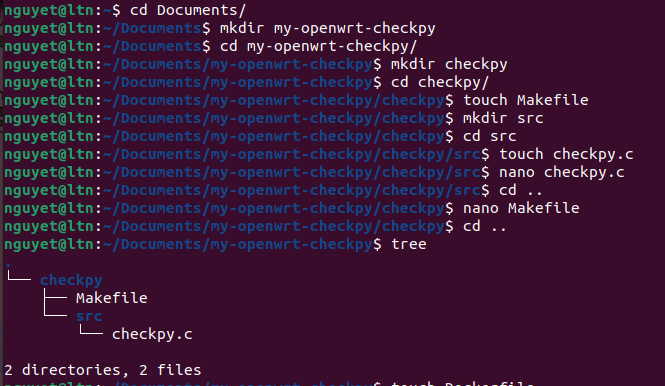 nguyet@ltn:~$ cd Documents/
nguyet@ltn:~/Documents$ mkdir my-openwrt-checkpy
nguyet@ltn:~/Documents$ cd my-openwrt-checkpy/
nguyet@ltn:~/Documents/my-openwrt-checkpy$ mkdir checkpy
nguyet@ltn:~/Documents/my-openwrt-checkpy$ cd checkpy/
nguyet@ltn:~/Documents/my-openwrt-checkpy/checkpy$ touch Makefile
nguyet@ltn:~/Documents/my-openwrt-checkpy/checkpy$ mkdir src
nguyet@ltn:~/Documents/my-openwrt-checkpy/checkpy$ cd src
nguyet@ltn:~/Documents/my-openwrt-checkpy/checkpy/src$ touch checkpy.c
nguyet@ltn:~/Documents/my-openwrt-checkpy/checkpy/src$ nano checkpy.c
nguyet@ltn:~/Documents/my-openwrt-checkpy/checkpy/src$ cd ..
nguyet@ltn:~/Documents/my-openwrt-checkpy/checkpy$ nano Makefile
nguyet@ltn:~/Documents/my-openwrt-checkpy/checkpy$ cd ..
nguyet@ltn:~/Documents/my-openwrt-checkpy$ tree
.
└── checkpy
    ├── Makefile
    └── src
        └── checkpy.c
2 directories, 2 files